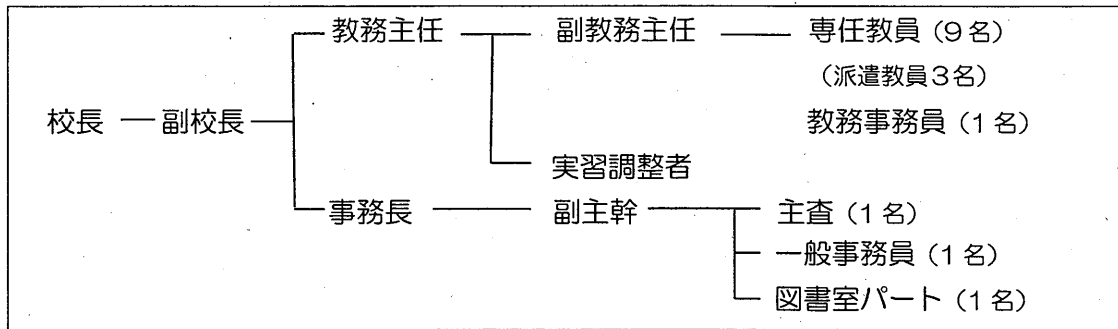 教務主任 副教務主任 専任教員（9名）
（派遣教員3名）
校長 副校長 教務事務員（1名）
実習調整者
事務長 副主幹 主査（1名）
一般事務員（1名）
図書室パート（1名）